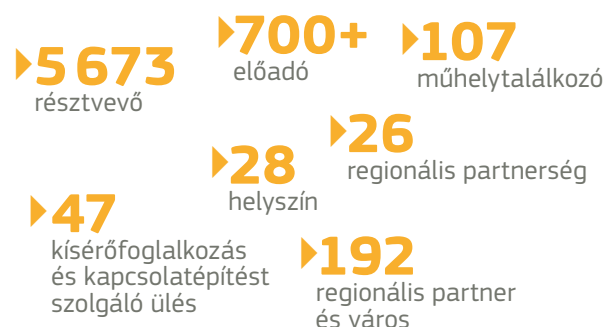 5 673
résztvevő
700+
előadó
107
műhelytalálkozó
26
regionális partnerség
28
helyszín
47
kísérőfoglalkozás
és kapcsolatépítést
szolgáló ülés
192
regionális partner
és város